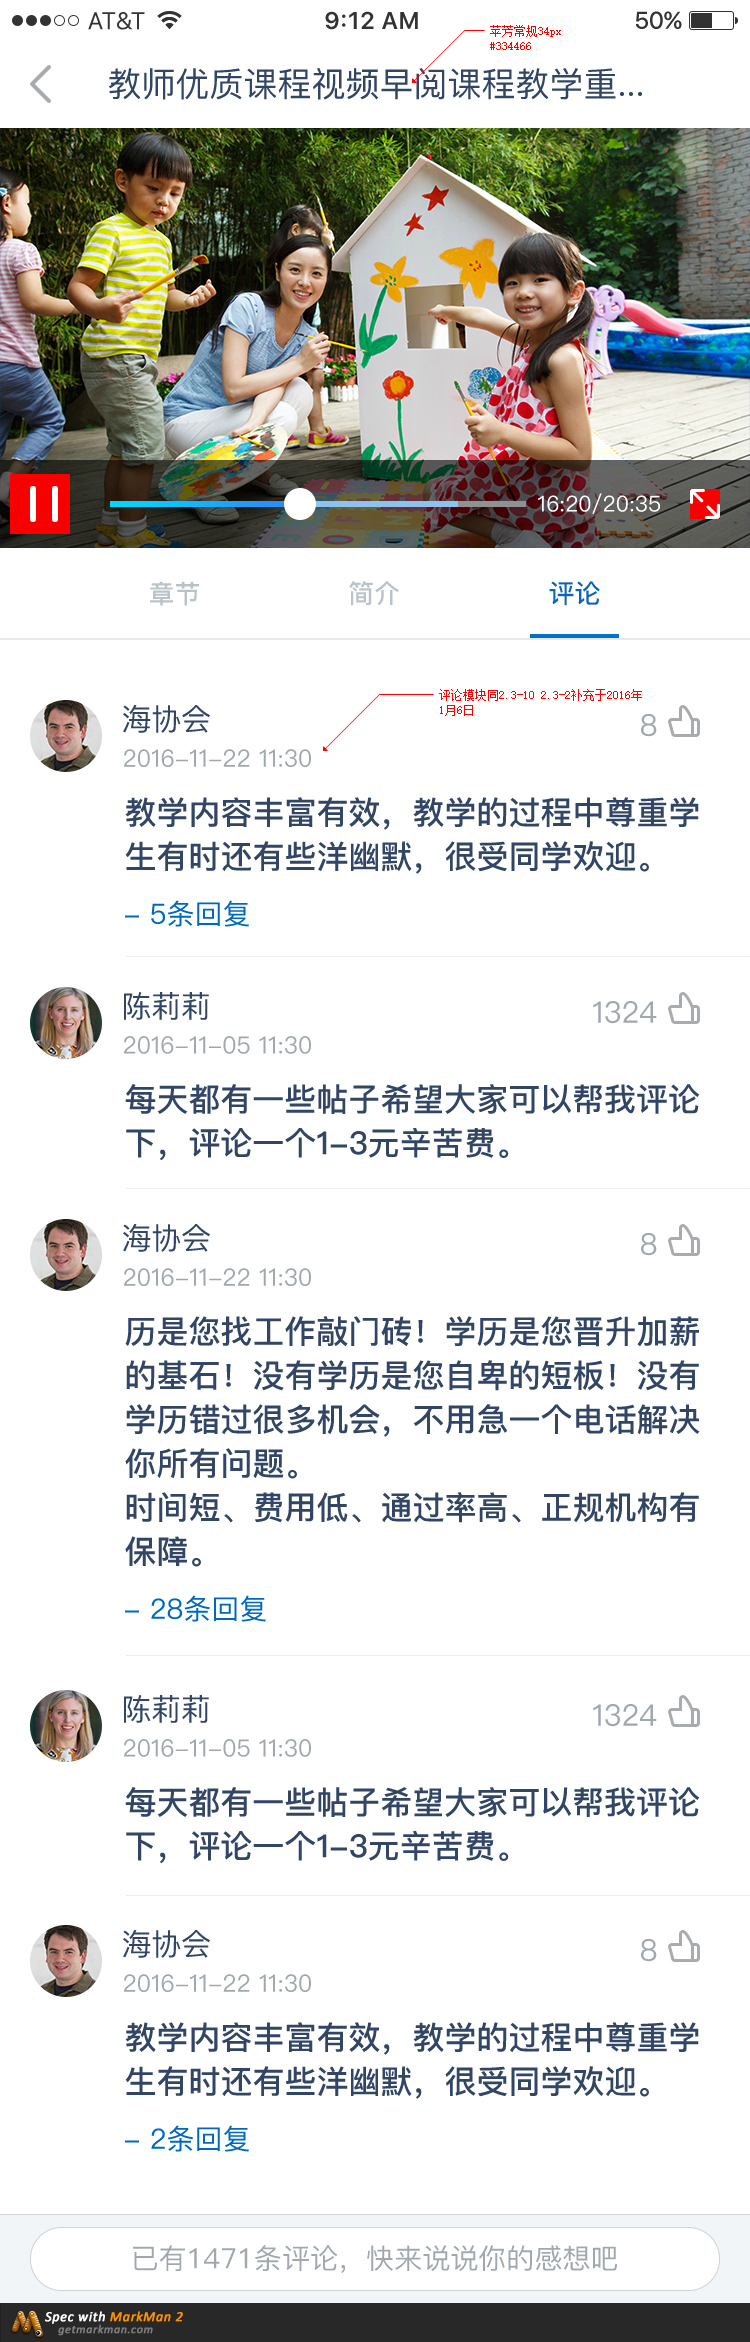 AT&T
9:12 AM
50%
苹芳常规34px
#334466
教师优质课程视频早阅课程教学重...
16:20/20:35
章节
简介
评论
评论模块同2.3-10 2.3-2补充于2016年
1月6日
海协会
8
2016-11-22 11:30
教学内容丰富有效，教学的过程中尊重学
生有时还有些洋幽默，很受同学欢迎。
- 5条回复
陈莉莉
1324
2016-11-05 11:30
每天都有一些帖子希望大家可以帮我评论
下，评论一个1-3元辛苦费。
海协会
8
2016-11-22 11:30
历是您找工作敲门砖！学历是您晋升加薪
的基石！没有学历是您自卑的短板！没有
学历错过很多机会，不用急一个电话解决
你所有问题。
时间短、费用低、通过率高、正规机构有
保障。
- 28条回复
陈莉莉
1324
2016-11-05 11:30
每天都有一些帖子希望大家可以帮我评论
下，评论一个1-3元辛苦费。
海协会
8
2016-11-22 11:30
教学内容丰富有效，教学的过程中尊重学
生有时还有些洋幽默，很受同学欢迎。
- 2条回复
已有1471条评论，快来说说你的感想吧
Spec with MarkMan 2
getmarkman.com